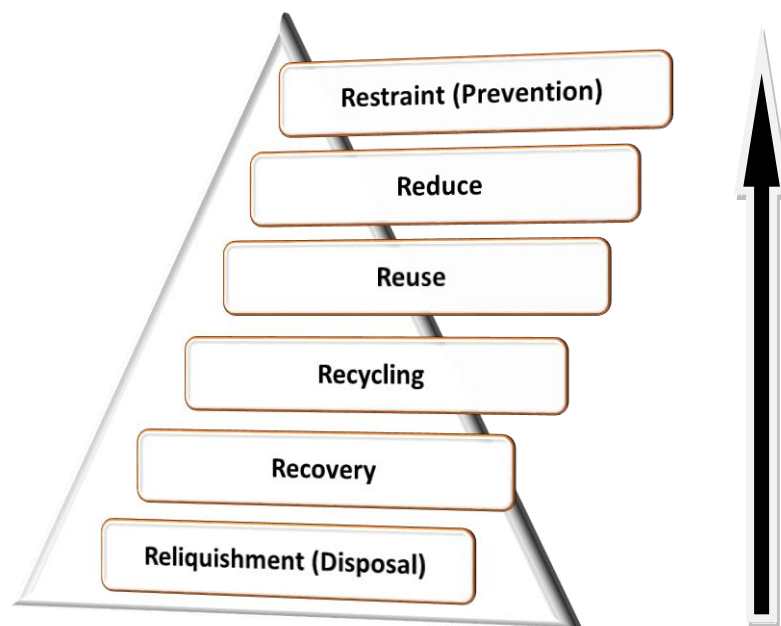 Restraint (Prevention)
Reduce
Reuse
Recycling
Recovery
Reliquishment (Disposal)